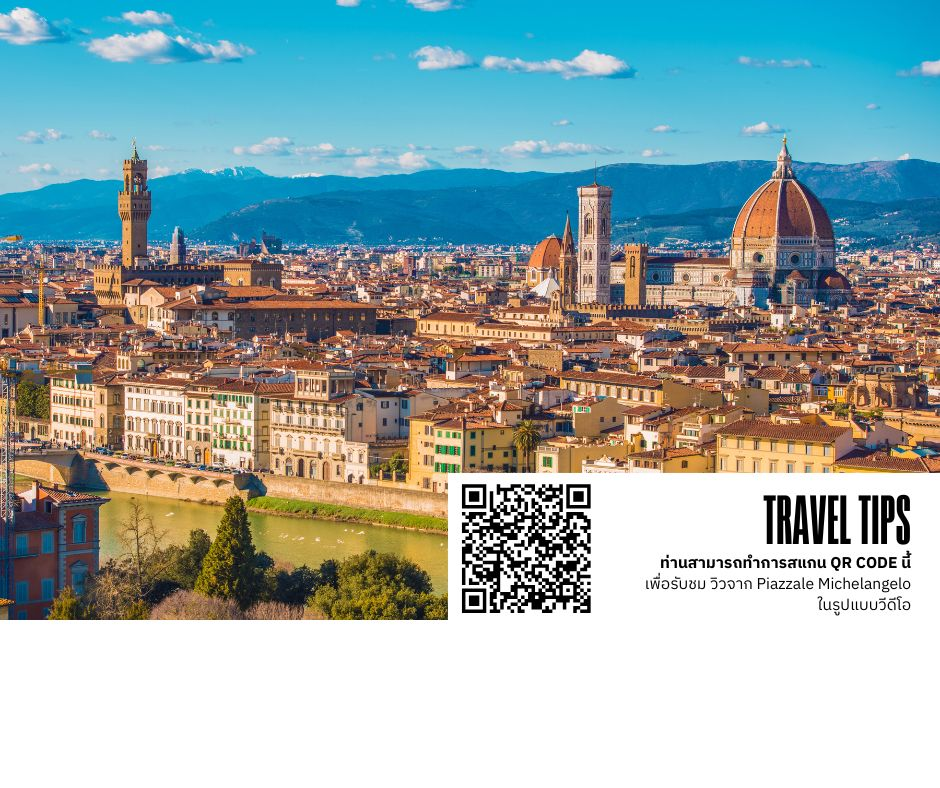 TRAVEL TIPS
ท่านสามารถทำการสแกน QR CODE นี้
เพื่อรับชม วิวจาก Piazzale Michelangelo
ในรูปแบบวีดีโอ